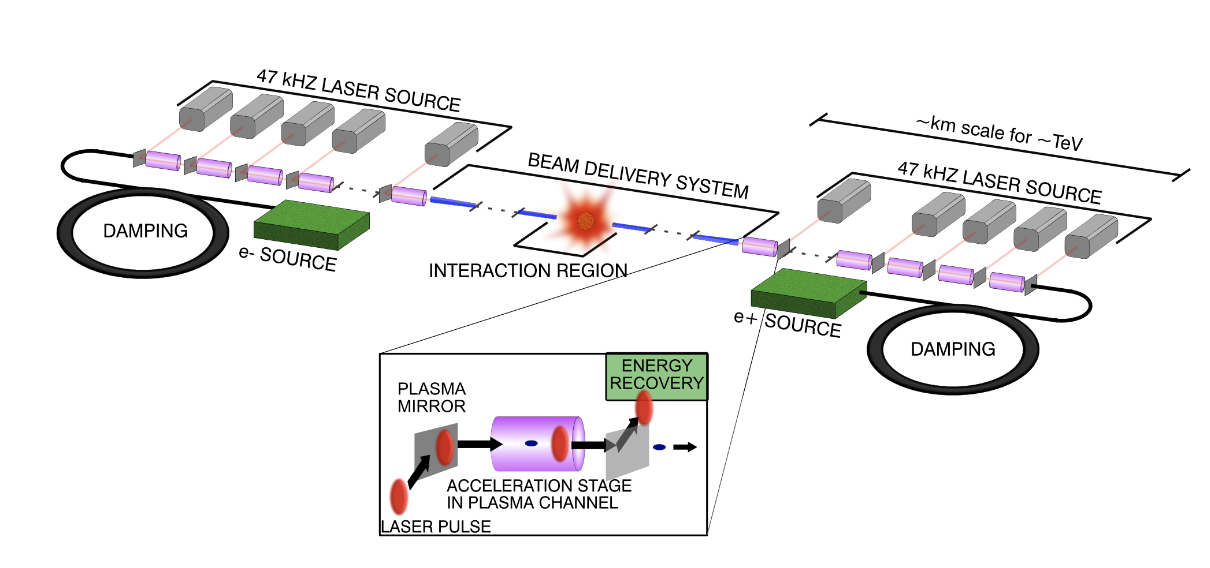 47 kHZ LASER SOURCE
~km scale for ~TeV
BEAM DELIVERY SYSTEM
47 kHZ LASER SOURCE
DAMPING
e- SOURCE
INTERACTION REGION
e+ SOURCE
DAMPING
ENERGY
RECOVERY
PLASMA
MIRROR
ACCELERATION STAGE
IN PLASMA CHANNEL
LASER PULSE